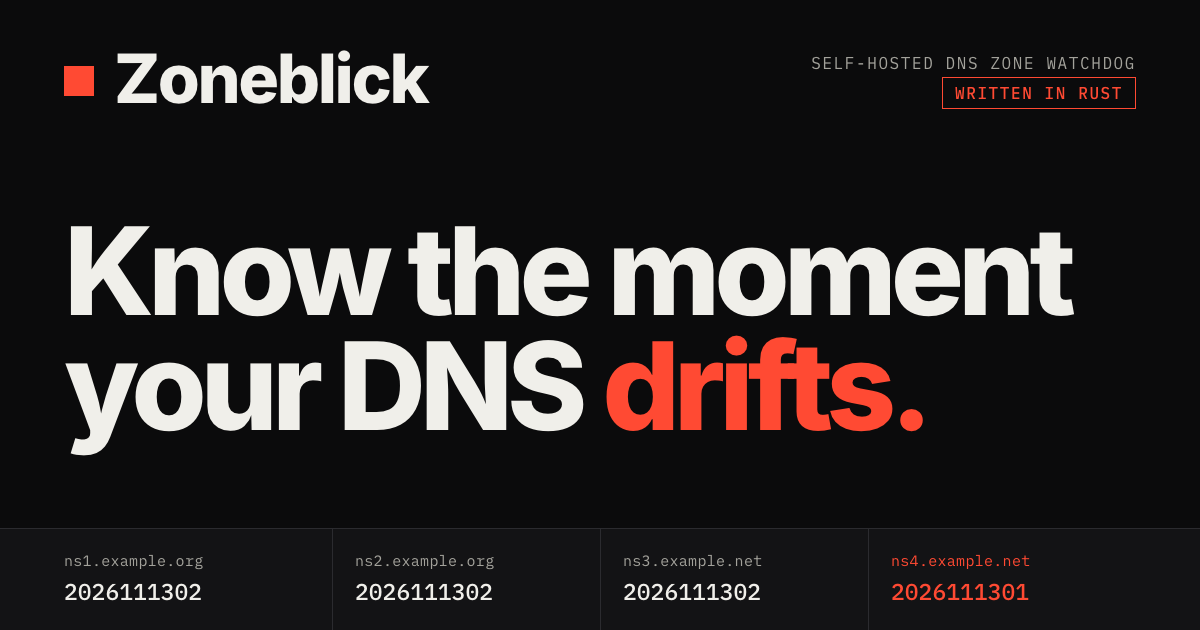 Zoneblick
SELF-HOSTED DNS ZONE WATCHDOG
WRITTEN IN RUST
Know the moment
your DNS drifts.
ns1.example.org
2026111302
ns2.example.org
2026111302
ns3.example.net
2026111302
ns4.example.net
2026111301